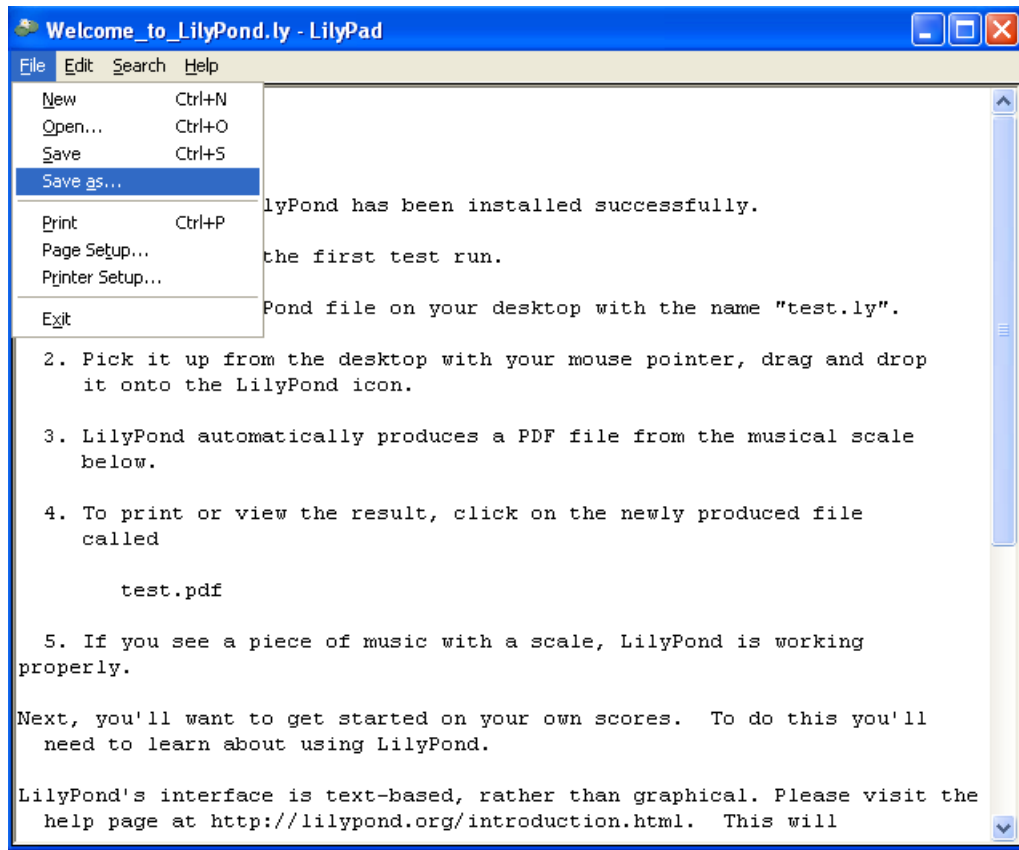 Welcome_to_LilyPond.ly - LilyPad
File Edit Search Help
New Ctrl+N
Open... Ctrl+O
Save Ctrl+S
Save as...
Print Ctrl+P
Page Setup...
Printer Setup...
Exit
lyPond has been installed successfully.
the first test run.
Pond file on your desktop with the name "test.ly".
2. Pick it up from the desktop with your mouse pointer, drag and drop
it onto the LilyPond icon.
3. LilyPond automatically produces a PDF file from the musical scale
below.
4. To print or view the result, click on the newly produced file
called
test.pdf
5. If you see a piece of music with a scale, LilyPond is working
properly.
Next, you'll want to get started on your own scores.  To do this you'll
need to learn about using LilyPond.
LilyPond's interface is text-based, rather than graphical. Please visit the
help page at http://lilypond.org/introduction.html.  This will